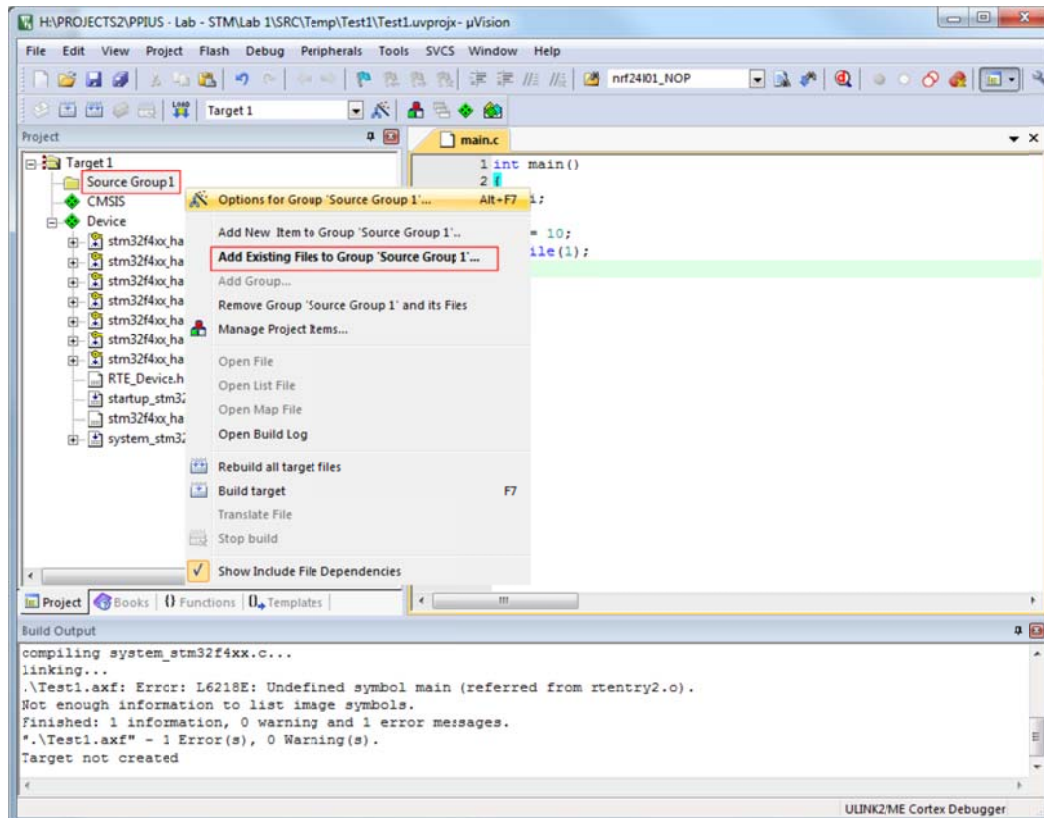 H:\PROJECTS2\PPIUS - Lab - STM\Lab 1\SRC\Temp\Test1\Test1.uvprojx - µVision
File Edit View Project Flash Debug Peripherals Tools SVCS Window Help
nrf24l01_NOP
LOAD Target 1
Project
main.c
Target 1
Source Group1
CMSIS
Device
stm32f4xx_ha
stm32f4xx_ha
stm32f4xx_ha
stm32f4xx_ha
stm32f4xx_ha
stm32f4xx_ha
stm32f4xx_ha
RTE_Device.h
startup_stm32
stm32f4xx_ha
system_stm32
1 int main()
2 {
i;
= 10;
ile(1);
Options for Group 'Source Group 1'... Alt+F7
Add New Item to Group 'Source Group 1'..
Add Existing Files to Group 'Source Group 1'...
Add Group...
Remove Group 'Source Group 1' and its Files
Manage Project Items...
Open File
Open List File
Open Map File
Open Build Log
Rebuild all target files
Build target F7
Translate File
Stop build
Show Include File Dependencies
Project Books {} Functions 0 Templates
Build Output
compiling system_stm32f4xx.c...
linking...
.\Test1.axf: Error: L6218E: Undefined symbol main (referred from rtentry2.o).
Not enough information to list image symbols.
Finished: 1 information, 0 warning and 1 error messages.
".\Test1.axf" - 1 Error(s), 0 Warning(s).
Target not created
ULINK2/ME Cortex Debugger